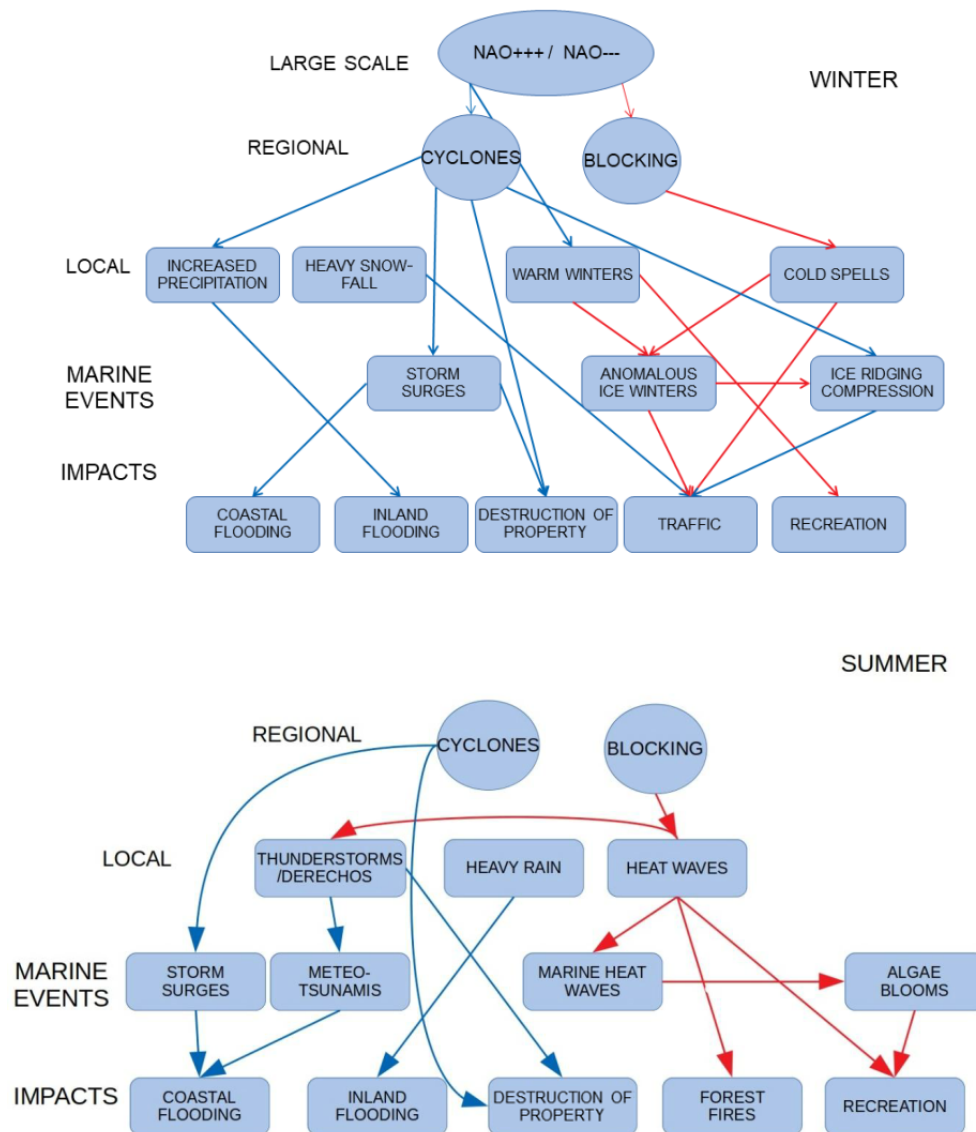 NAO+++ / NAO---
LARGE SCALE
WINTER
REGIONAL
CYCLONES
BLOCKING
LOCAL
INCREASED
PRECIPITATION
HEAVY SNOW-
FALL
WARM WINTERS
COLD SPELLS
MARINE
EVENTS
STORM
SURGES
ANOMALOUS
ICE WINTERS
ICE RIDGING
COMPRESSION
IMPACTS
COASTAL
FLOODING
INLAND
FLOODING
DESTRUCTION OF
PROPERTY
TRAFFIC
RECREATION
SUMMER
REGIONAL
CYCLONES
BLOCKING
LOCAL
THUNDERSTORMS
/DERECHOS
HEAVY RAIN
HEAT WAVES
MARINE
EVENTS
STORM
SURGES
METEO-
TSUNAMIS
MARINE HEAT
WAVES
ALGAE
BLOOMS
IMPACTS
COASTAL
FLOODING
INLAND
FLOODING
DESTRUCTION OF
PROPERTY
FOREST
FIRES
RECREATION